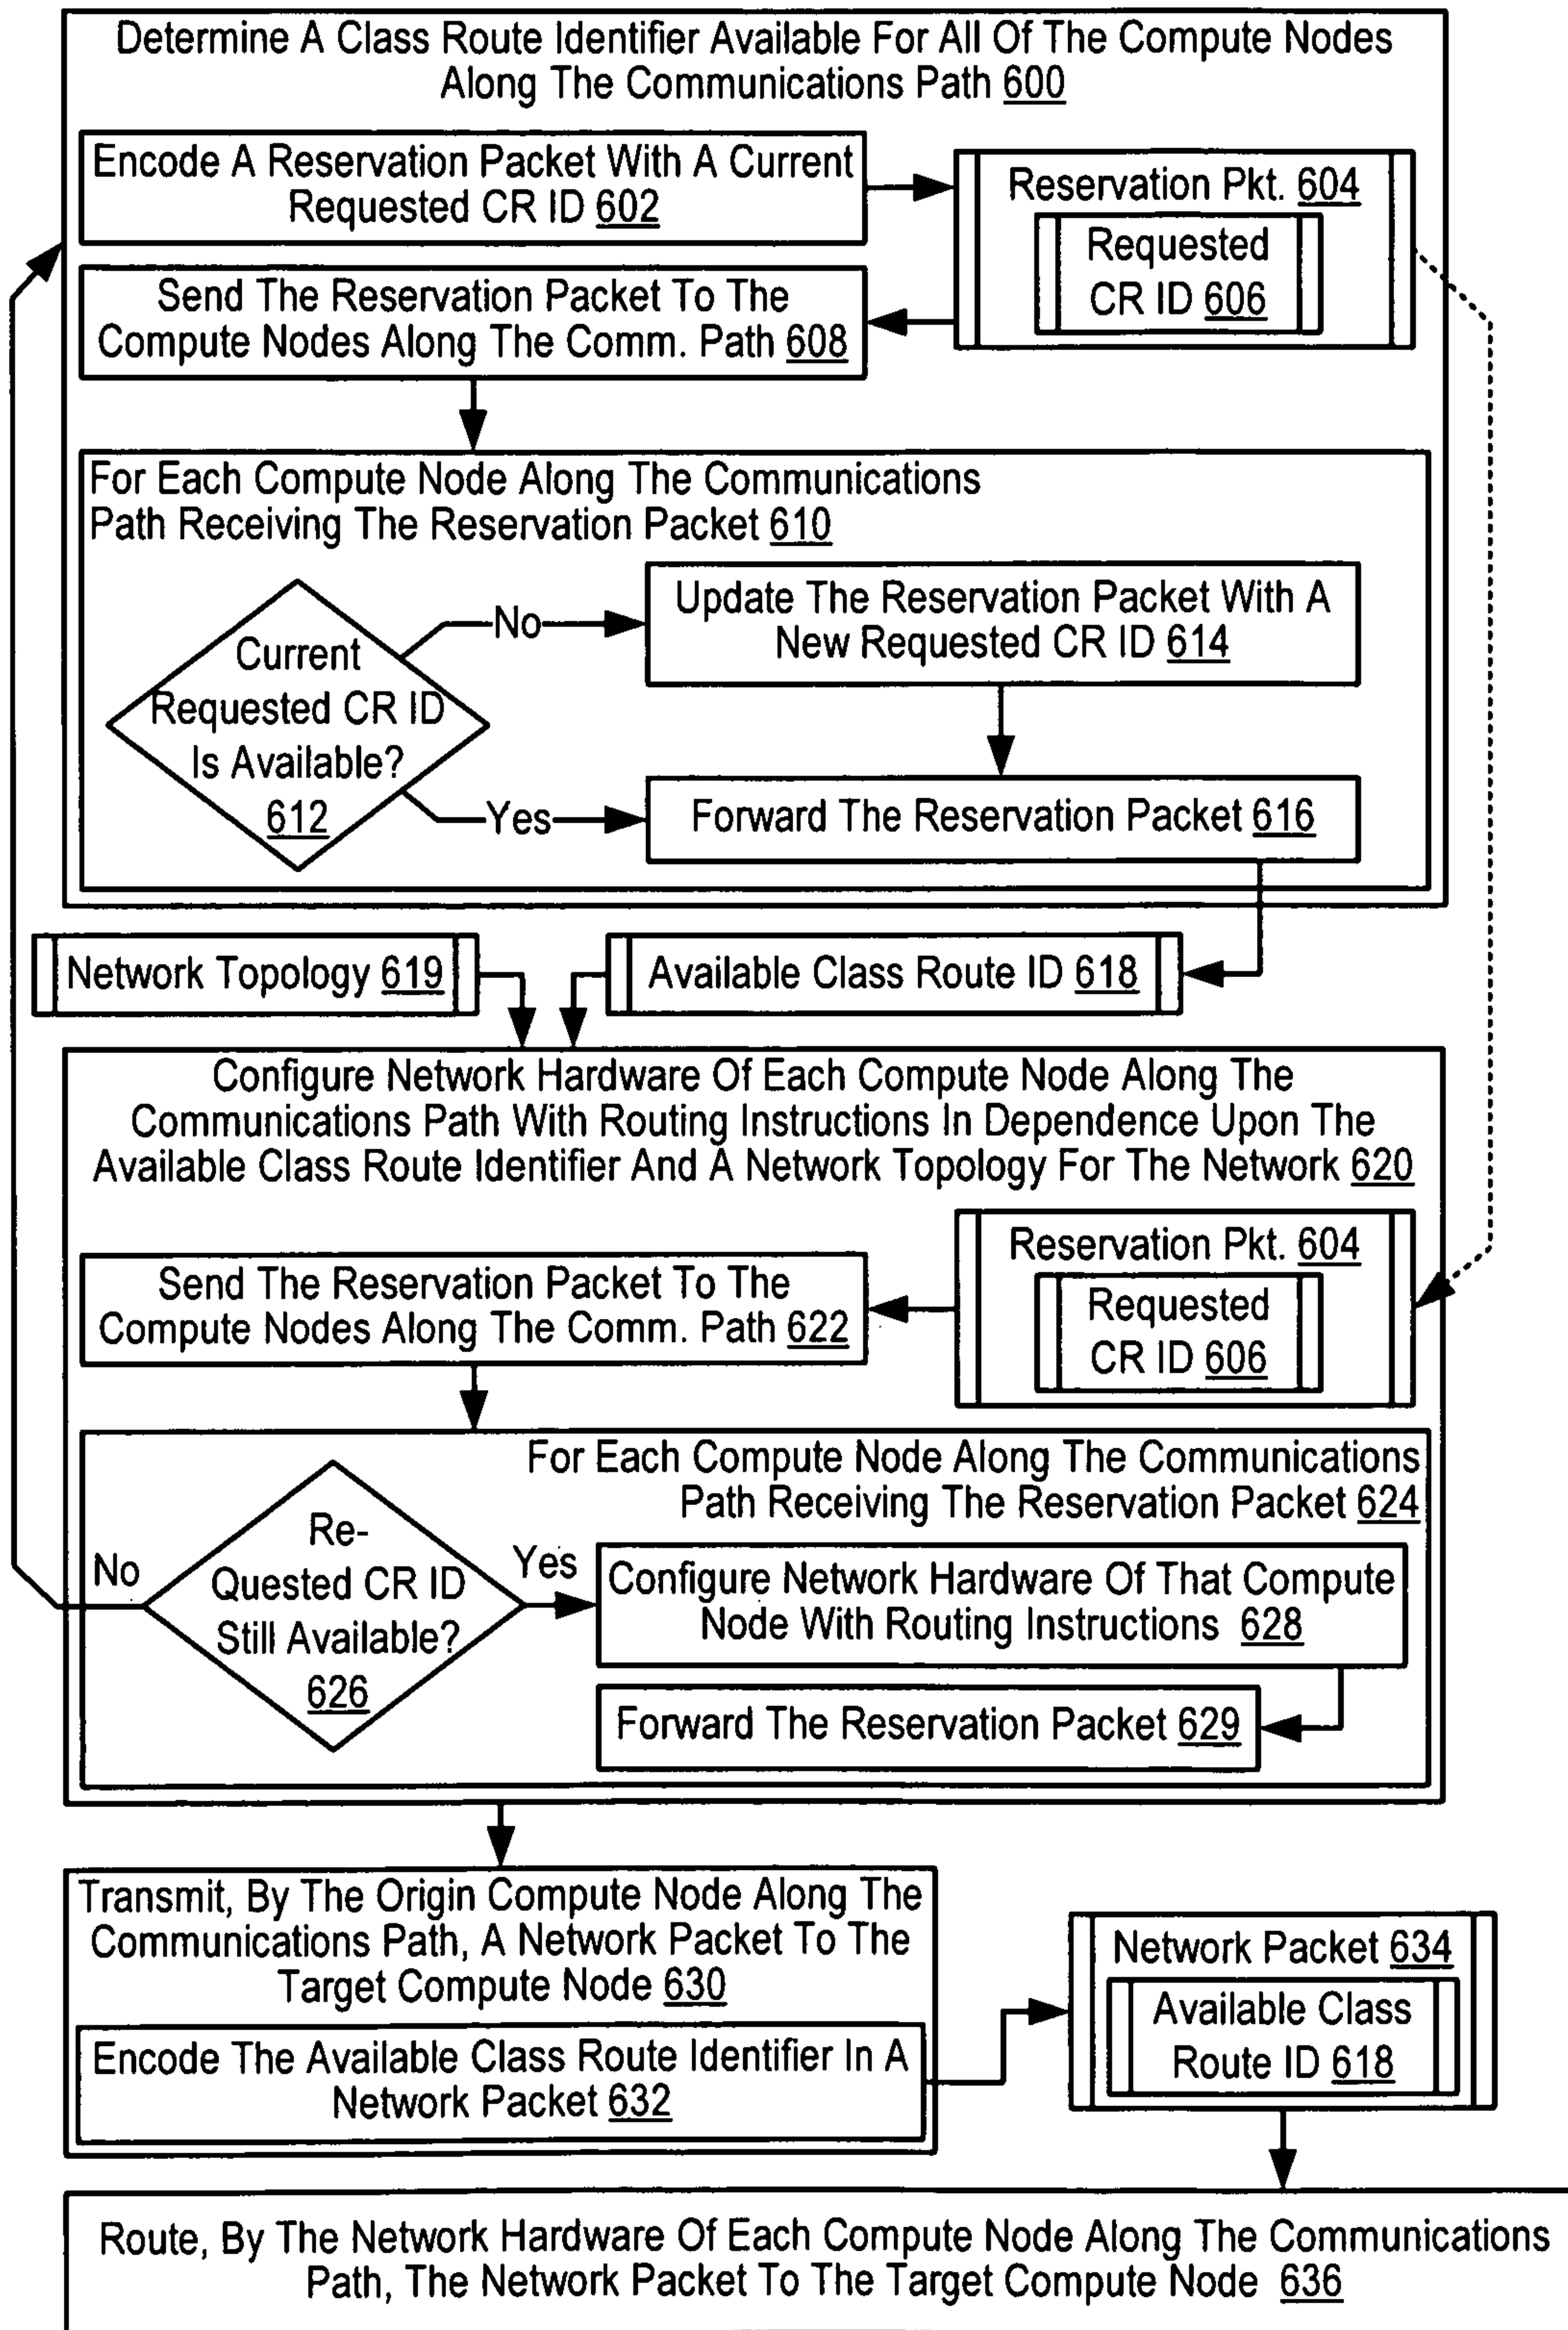 Determine A Class Route Identifier Available For All Of The Compute Nodes
Along The Communications Path 600
Encode A Reservation Packet With A Current
Requested CR ID 602
Reservation Pkt. 604
Requested
CR ID 606
Send The Reservation Packet To The
Compute Nodes Along The Comm. Path 608
For Each Compute Node Along The Communications
Path Receiving The Reservation Packet 610
Current
Requested CR ID
Is Available?
612
No
Update The Reservation Packet With A
New Requested CR ID 614
Yes
Forward The Reservation Packet 616
Network Topology 619
Available Class Route ID 618
Configure Network Hardware Of Each Compute Node Along The
Communications Path With Routing Instructions In Dependence Upon The
Available Class Route Identifier And A Network Topology For The Network 620
Reservation Pkt. 604
Requested
CR ID 606
Send The Reservation Packet To The
Compute Nodes Along The Comm. Path 622
For Each Compute Node Along The Communications
Path Receiving The Reservation Packet 624
No
Re-
Quested CR ID
Still Available?
626
Yes
Configure Network Hardware Of That Compute
Node With Routing Instructions 628
Forward The Reservation Packet 629
Transmit, By The Origin Compute Node Along The
Communications Path, A Network Packet To The
Target Compute Node 630
Encode The Available Class Route Identifier In A
Network Packet 632
Network Packet 634
Available Class
Route ID 618
Route, By The Network Hardware Of Each Compute Node Along The Communications
Path, The Network Packet To The Target Compute Node 636